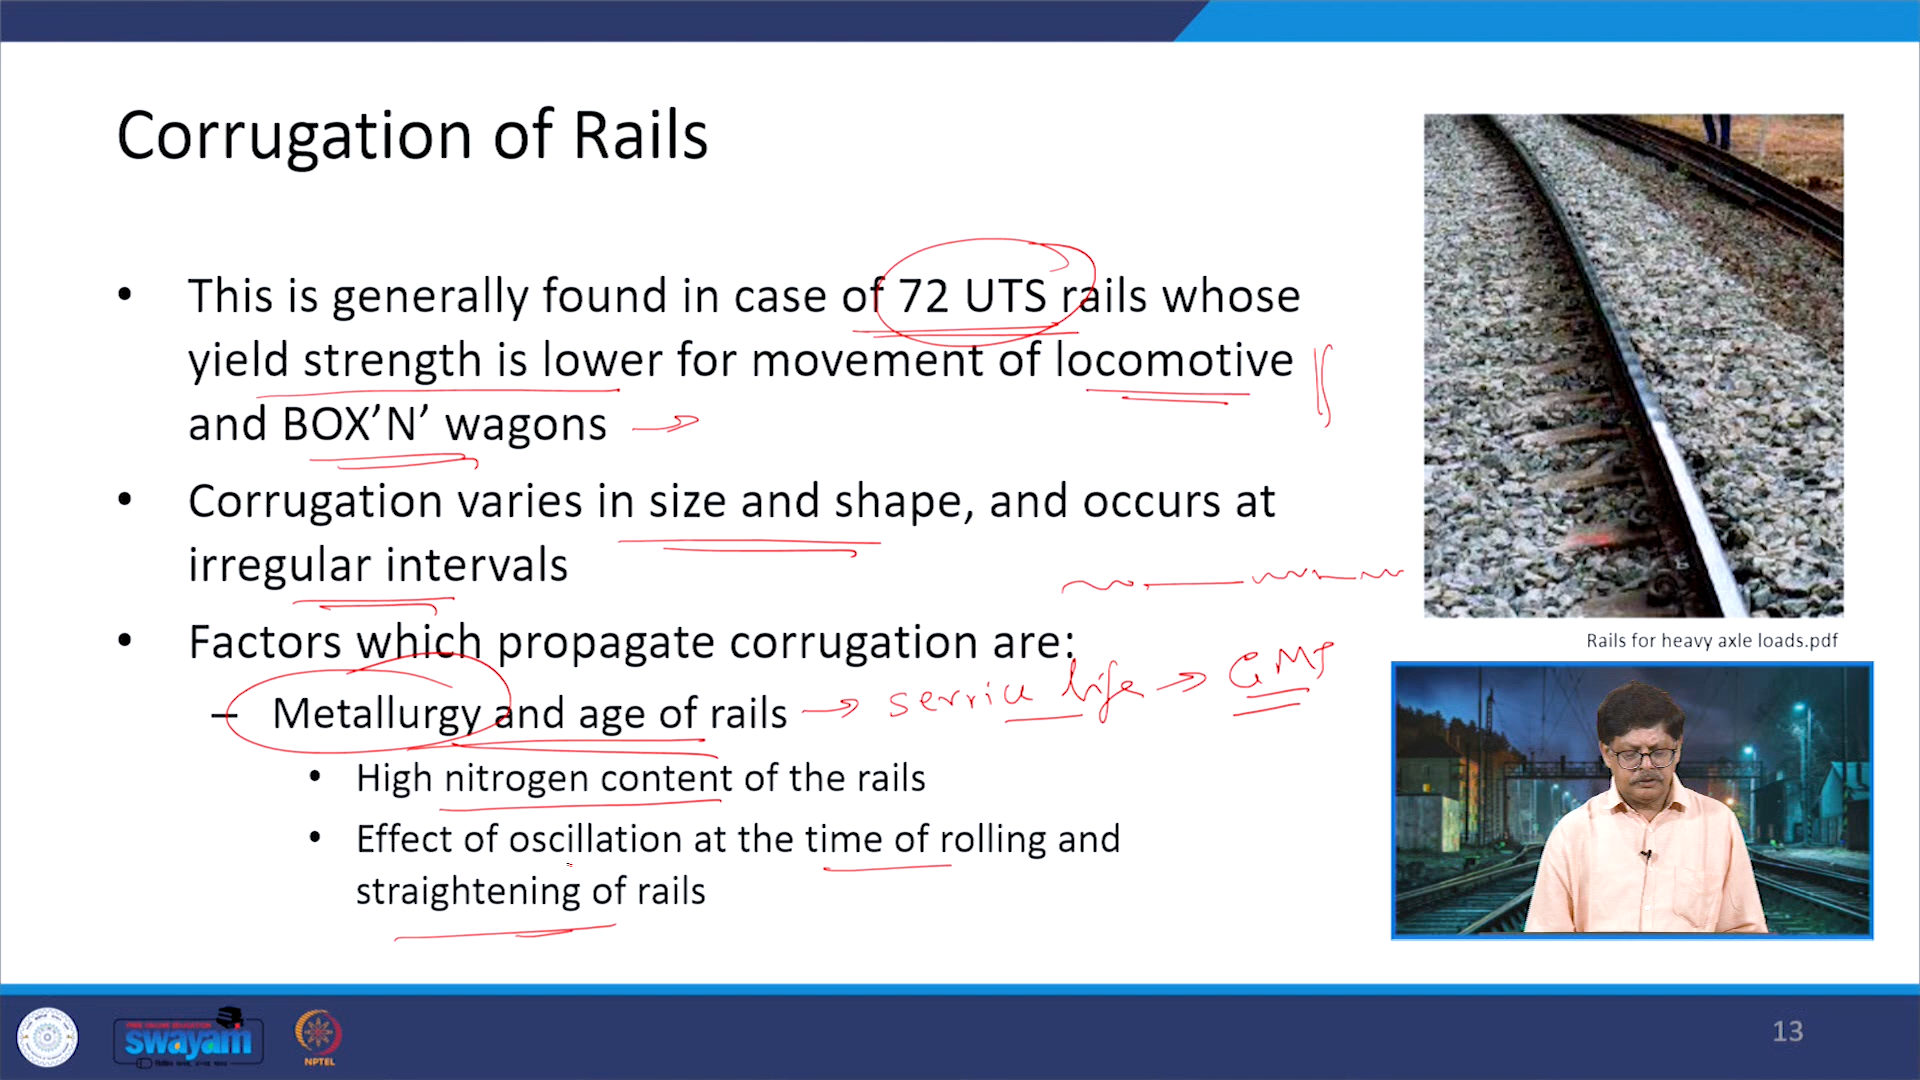 Corrugation of Rails
• This is generally found in case of 72 UTS rails whose
yield strength is lower for movement of locomotive
and BOX’N’ wagons
• Corrugation varies in size and shape, and occurs at
irregular intervals
• Factors which propagate corrugation are:
– Metallurgy and age of rails → service life → GMT
• High nitrogen content of the rails
• Effect of oscillation at the time of rolling and
straightening of rails
Rails for heavy axle loads.pdf
swayam
NPTEL
13